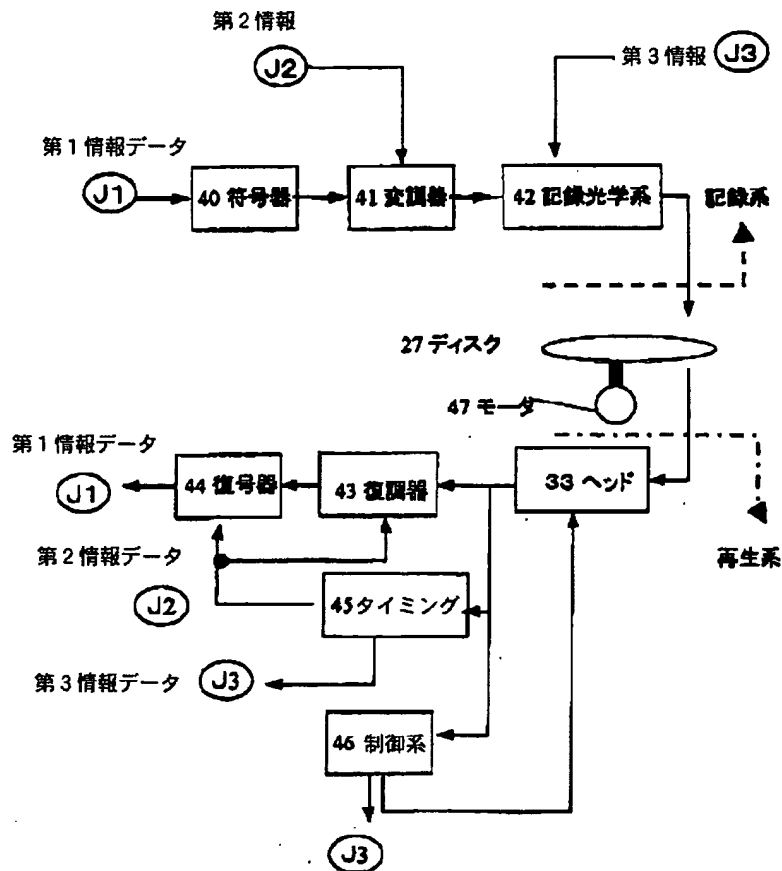 第２情報
J2
第３情報 J3
第１情報データ
J1
40 符号器
41 変調器
42 記録光学系
記録系
27 ディスク
47 モータ
第１情報データ
J1
44 復号器
43 復調器
33 ヘッド
再生系
第２情報データ
J2
45タイミング
第３情報データ J3
46 制御系
J3